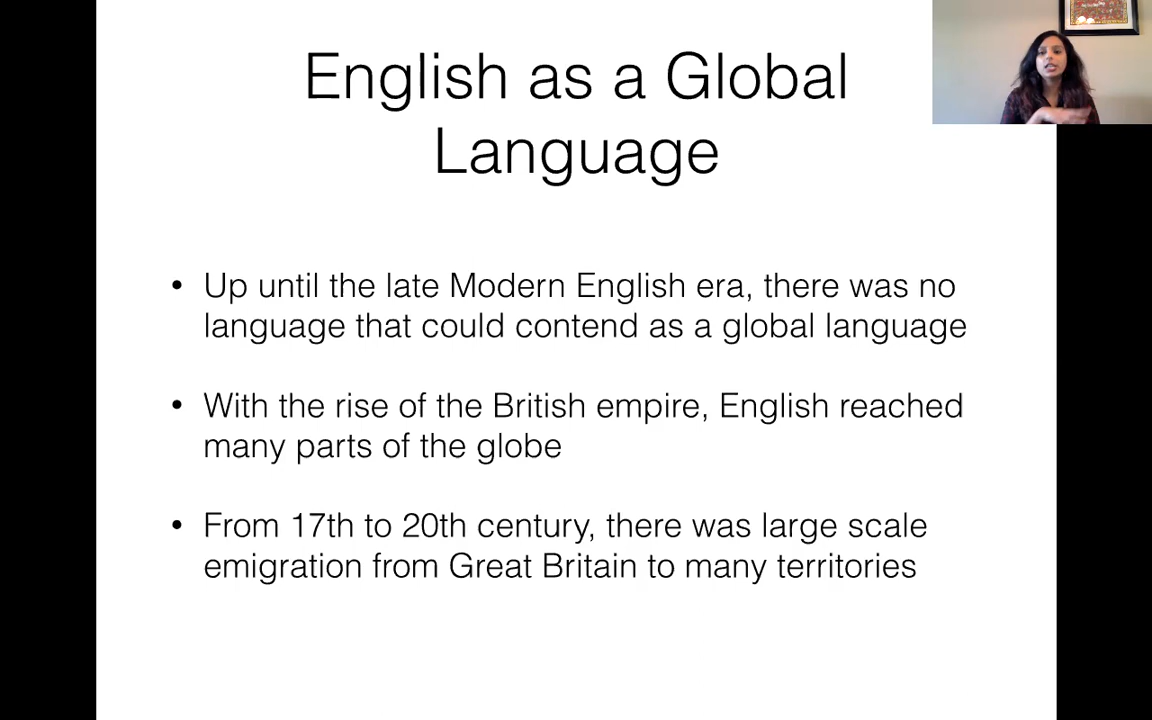 English as a Global
Language
• Up until the late Modern English era, there was no
language that could contend as a global language
• With the rise of the British empire, English reached
many parts of the globe
• From 17th to 20th century, there was large scale
emigration from Great Britain to many territories